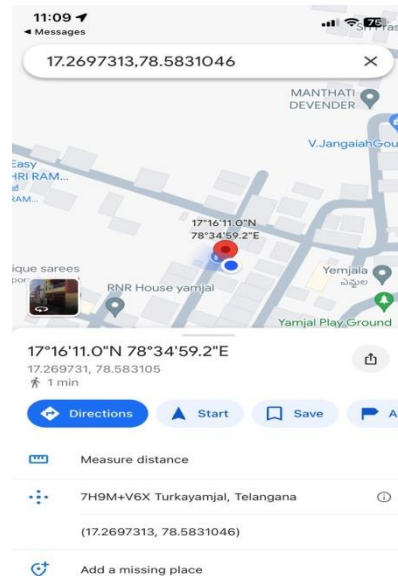 11:09
Messages
75
17.2697313,78.5831046
MANTHATI
DEVENDER
V.JangaiahGou
Easy
HRI RAM...
RAM...
17°16'11.0"N
78°34'59.2"E
ique sarees
RNR House yamjal
Yemjala
Yamjal Play Ground
17°16'11.0"N 78°34'59.2"E
17.269731, 78.583105
1 min
Directions
Start
Save
A
Measure distance
7H9M+V6X Turkayamjal, Telangana
(17.2697313, 78.5831046)
Add a missing place